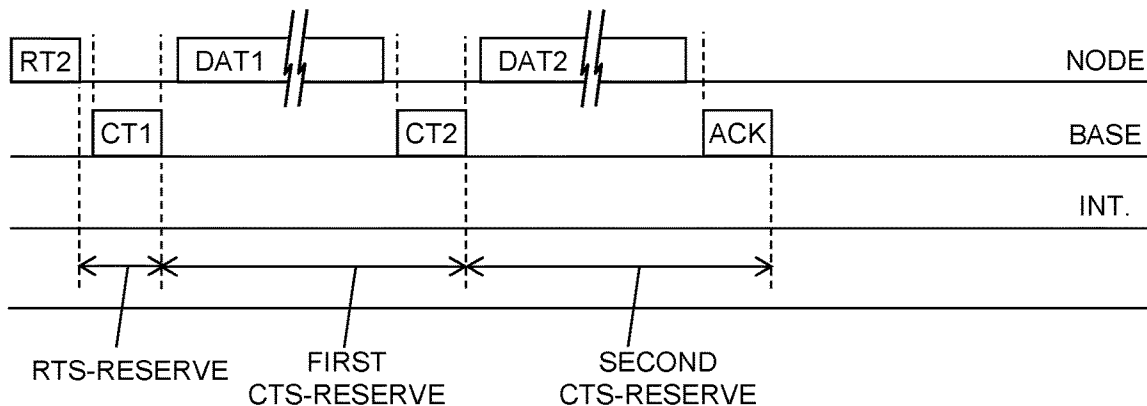 RT2 DAT1 DAT2 NODE
CT1 CT2 ACK BASE
INT.
RTS-RESERVE
FIRST
CTS-RESERVE
SECOND
CTS-RESERVE